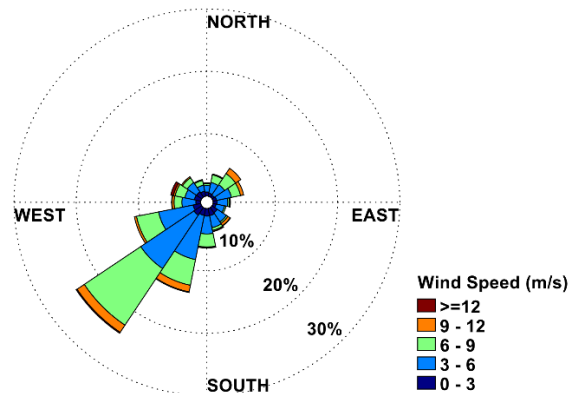 NORTH
WEST
EAST
10%
20%
30%
SOUTH
Wind Speed (m/s)
>=12
9 - 12
6 - 9
3 - 6
0 - 3